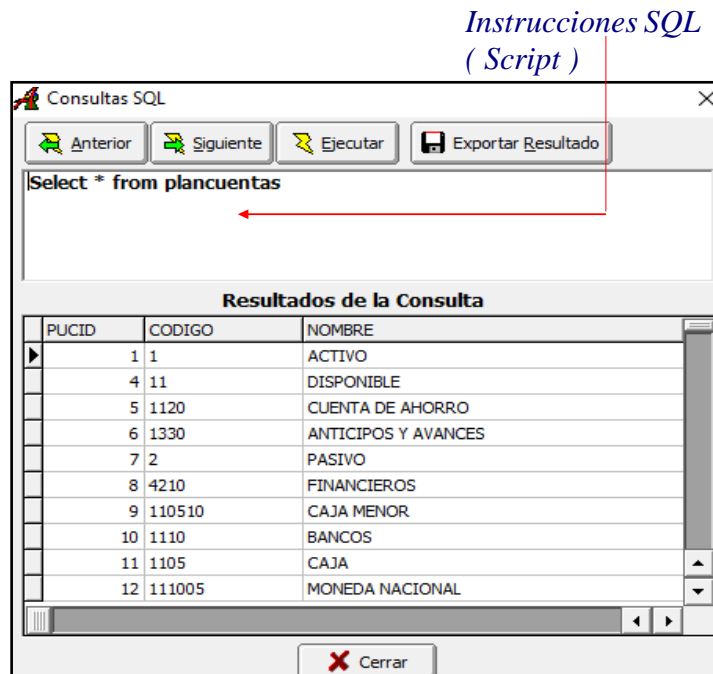 Instrucciones SQL
( Script )
Consultas SQL
Anterior Siguiente Ejecutar Exportar Resultado
Select * from plancuentas
Resultados de la Consulta
PUCID CODIGO NOMBRE
1 1 ACTIVO
4 11 DISPONIBLE
5 1120 CUENTA DE AHORRO
6 1330 ANTICIPOS Y AVANCES
7 2 PASIVO
8 4210 FINANCIEROS
9 110510 CAJA MENOR
10 1110 BANCOS
11 1105 CAJA
12 111005 MONEDA NACIONAL
Cerrar